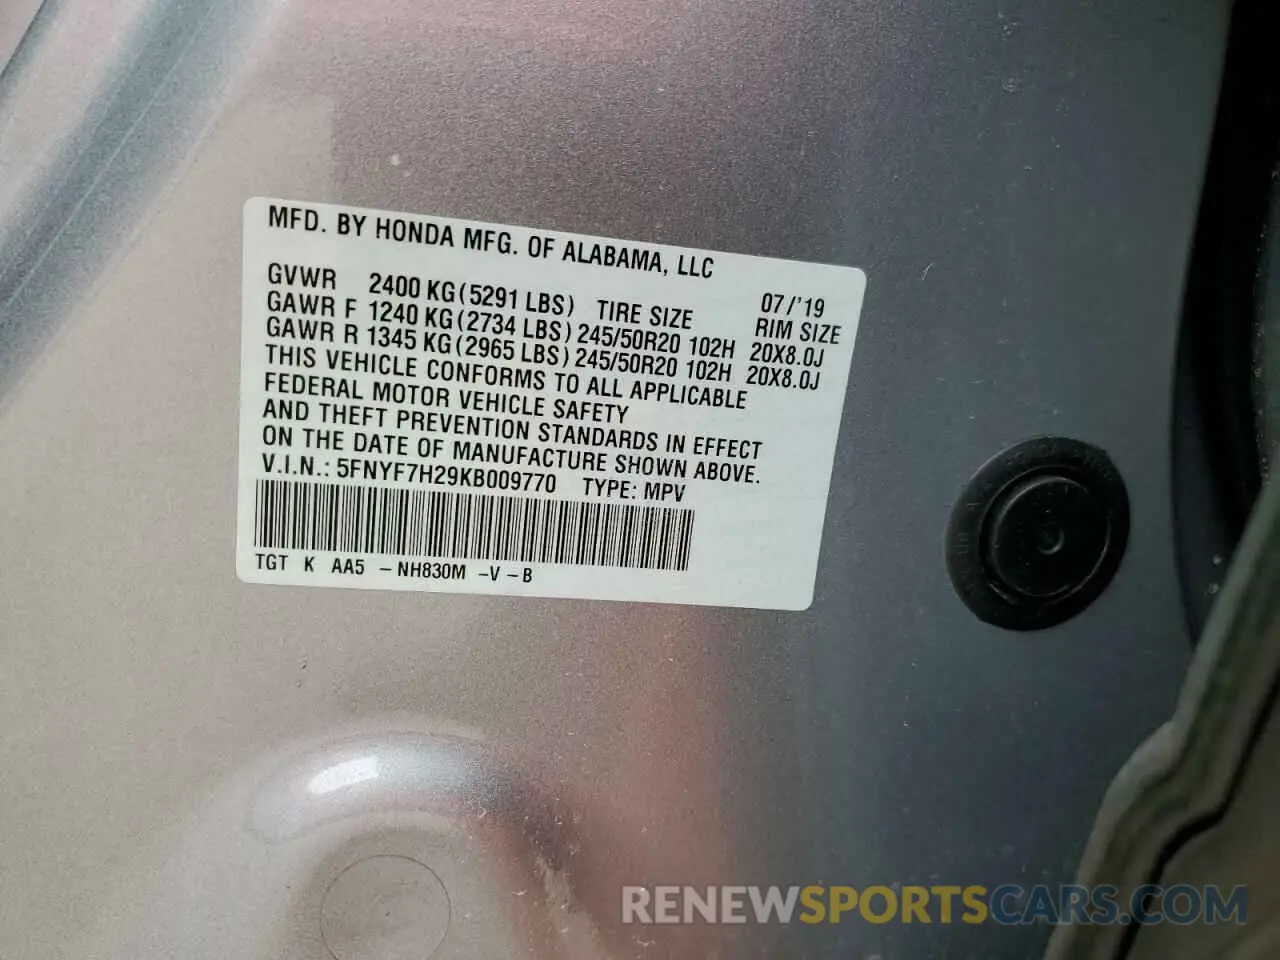 MFD. BY HONDA MFG. OF ALABAMA, LLC
07/'19
GVWR 2400 KG(5291 LBS) TIRE SIZE RIM SIZE
GAWR F 1240 KG(2734 LBS) 245/50R20 102H 20X8.0J
GAWR R 1345 KG(2965 LBS) 245/50R20 102H 20X8.0J
THIS VEHICLE CONFORMS TO ALL APPLICABLE
FEDERAL MOTOR VEHICLE SAFETY
AND THEFT PREVENTION STANDARDS IN EFFECT
ON THE DATE OF MANUFACTURE SHOWN ABOVE.
V.I.N.: 5FNYF7H29KB009770 TYPE: MPV
TGT K AA5 -NH830M -V-B
RENEWSPORTSCARS.COM